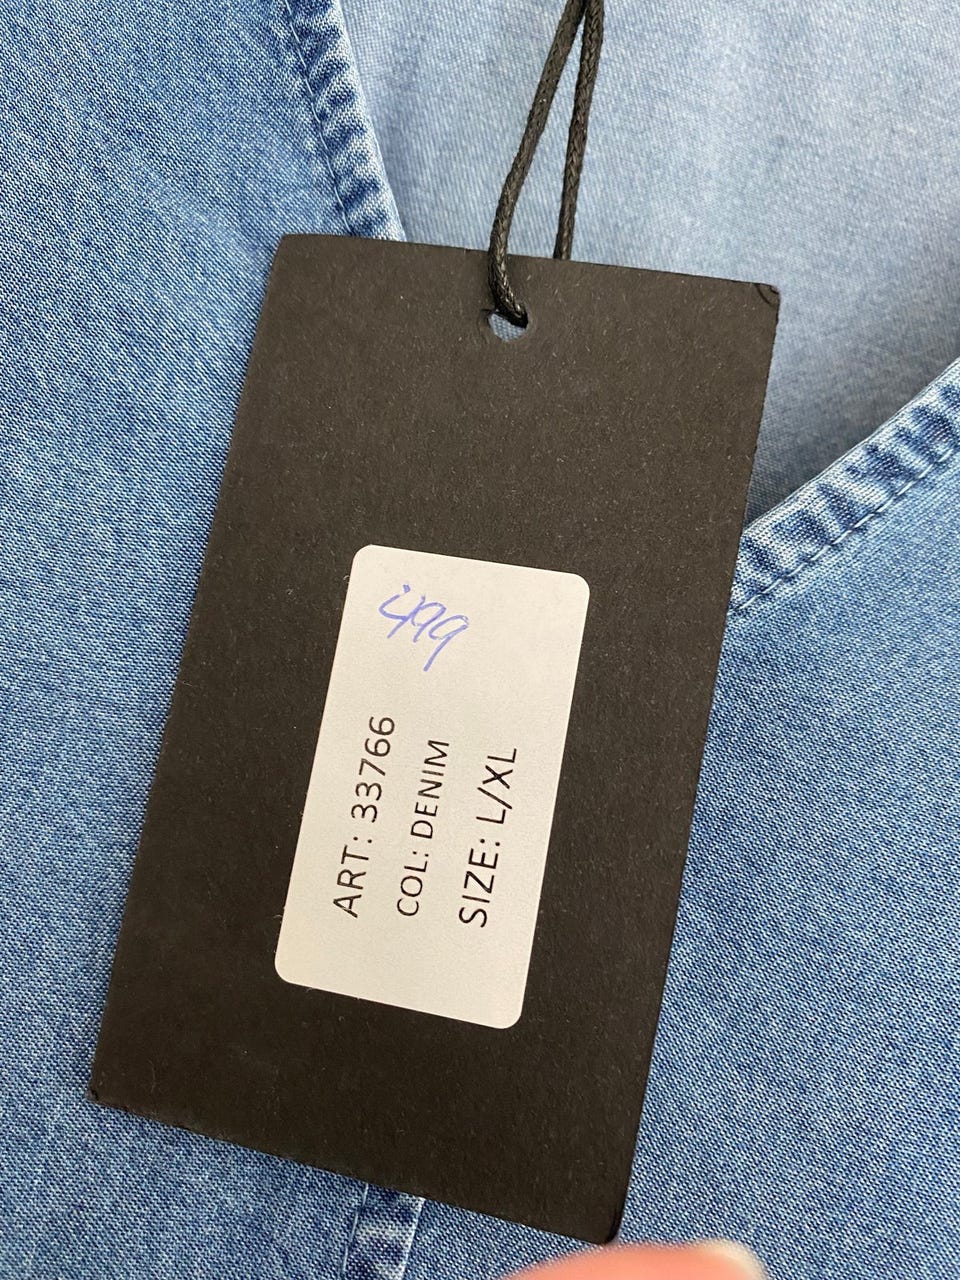 499
ART: 33766
COL: DENIM
SIZE: L/XL